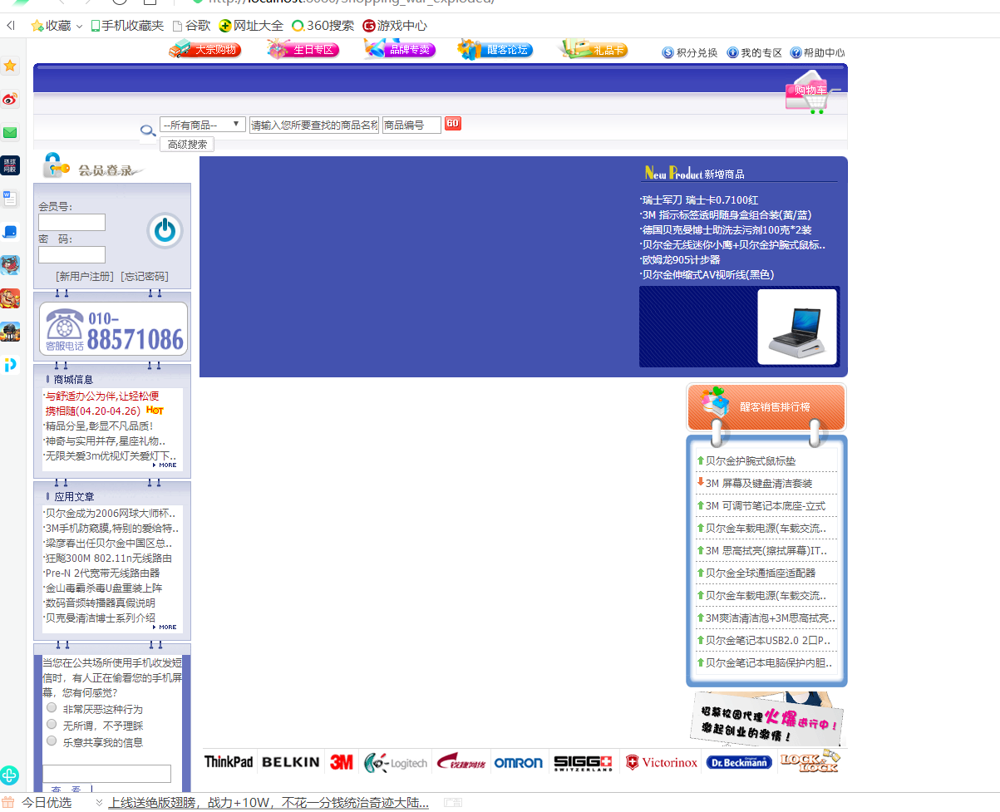 http://localhost:8080/shopping_war_exploded/
收藏 手机收藏夹 谷歌 网址大全 360搜索 游戏中心
大宗购物 生日专区 品牌专卖 醒客论坛 礼品卡 积分兑换 我的专区 帮助中心
购物车
--所有商品-- 请输入您所要查找的商品名称 商品编号 GO
高级搜索
会员登录
会员号:
密 码:
[新用户注册] [忘记密码]
010-
88571086
客服电话
商城信息
·与舒适办公为伴,让轻松便
携相随(04.20-04.26) HOT
·精品分呈,彰显不凡品质！
·神奇与实用并存,星座礼物..
·无限关爱3m优视灯关爱灯下..
MORE
应用文章
·贝尔金成为2006网球大师杯..
·3M手机防窥膜,特别的爱给特..
·梁彦春出任贝尔金中国区总..
·狂飚300M 802.11n无线路由
·Pre-N 2代宽带无线路由器
·金山毒霸杀毒U盘重装上阵
·数码音频转播器真假说明
·贝克曼清洁博士系列介绍
MORE
当您在公共场所使用手机收发短
信时，有人正在偷看您的手机屏
幕，您有何感觉?
非常厌恶这种行为
无所谓，不予理睬
乐意共享我的信息
查 看
New Product 新增商品
·瑞士军刀 瑞士卡0.7100红
·3M 指示标签透明随身盒组合装(黄/蓝)
·德国贝克曼博士助洗去污剂100克*2装
·贝尔金无线迷你小鹰+贝尔金护腕式鼠标..
·欧姆龙905计步器
·贝尔金伸缩式AV视听线(黑色)
醒客销售排行榜
贝尔金护腕式鼠标垫
3M 屏幕及键盘清洁套装
3M 可调节笔记本底座-立式
贝尔金车载电源(车载交流..
3M 思高拭亮(擦拭屏幕)IT..
贝尔金全球通插座适配器
贝尔金车载电源(车载交流..
3M爽洁清洁泡+3M思高拭亮..
贝尔金笔记本USB2.0 2口P..
贝尔金笔记本电脑保护内胆..
招募校园代理火爆进行中！
激起创业的激情！
ThinkPad BELKIN 3M Logitech 锐捷网络 OMRON SIGG SWITZERLAND Victorinox Dr.Beckmann LOCK&LOCK
今日优选 上线送绝版翅膀，战力+10W，不花一分钱统治奇迹大陆...